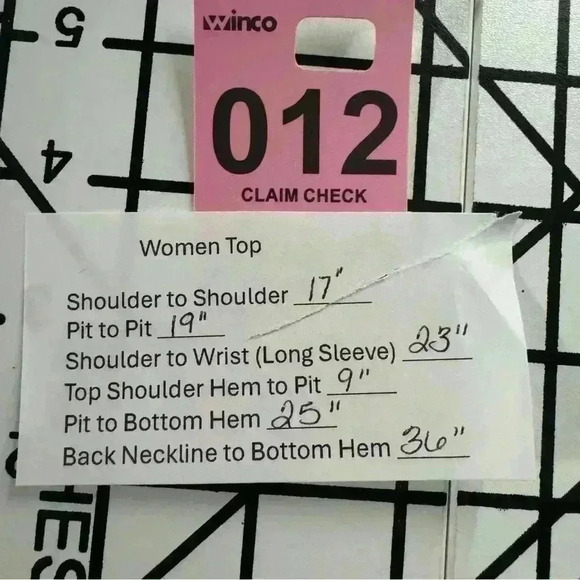 Winco
012
CLAIM CHECK
5
4
Women Top
Shoulder to Shoulder 17"
Pit to Pit 19"
Shoulder to Wrist (Long Sleeve) 23"
Top Shoulder Hem to Pit 9"
Pit to Bottom Hem 25"
Back Neckline to Bottom Hem 36"
HES